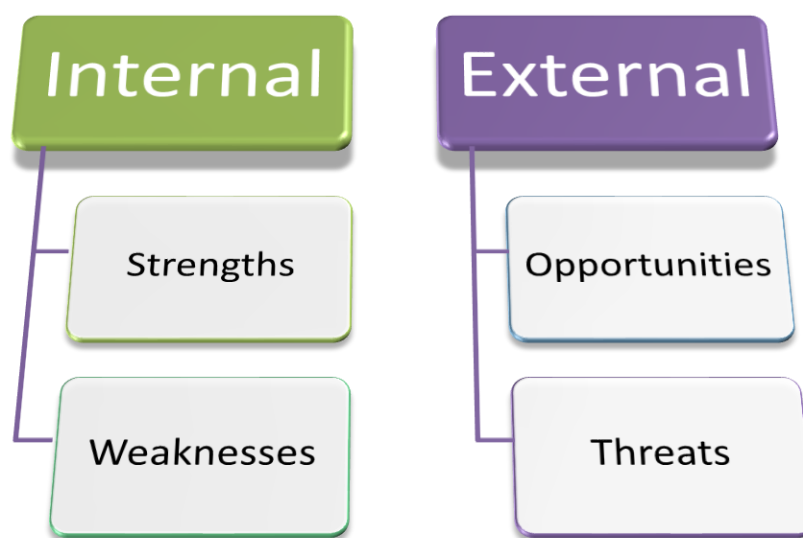 Internal
Strengths
Weaknesses
External
Opportunities
Threats